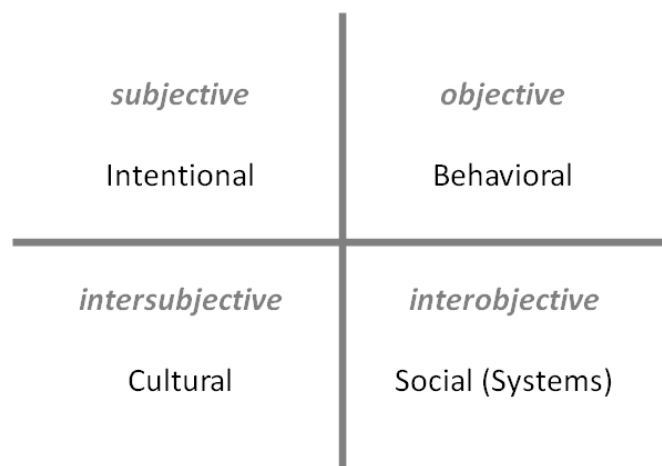 subjective
objective
Intentional
Behavioral
intersubjective
interobjective
Cultural
Social (Systems)